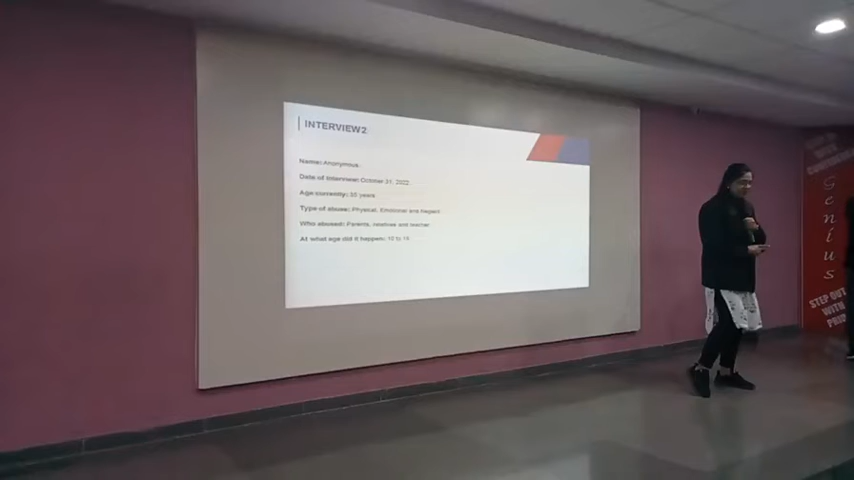 INTERVIEW2
Name: Anonymous
Date of Interview: October 31, 2022
Age currently: 35 years
Type of abuse: Physical, Emotional and Neglect
Who abused: Parents, relatives and teacher
At what age did it happen: 10 to 15
Genius
STEP OUT
WITH
PRIDE